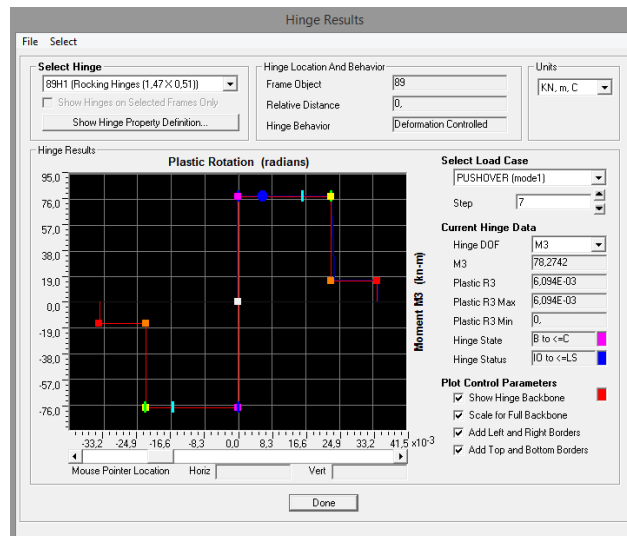 Hinge Results
File Select
Select Hinge
89H1 (Rocking Hinges (1,47 X 0,51))
Show Hinges on Selected Frames Only
Show Hinge Property Definition...
Hinge Location And Behavior
Frame Object 89
Relative Distance 0,
Hinge Behavior Deformation Controlled
Units
KN, m, C
Hinge Results
Plastic Rotation (radians)
95,0
76,0
57,0
38,0
19,0
0,0
-19,0
-38,0
-57,0
-76,0
-33,2 -24,9 -16,6 -8,3 0,0 8,3 16,6 24,9 33,2 41,5 x10-3
Moment M3 (kn-m)
Mouse Pointer Location Horiz Vert
Select Load Case
PUSHOVER (mode1)
Step 7
Current Hinge Data
Hinge DOF M3
M3 78,2742
Plastic R3 6,094E-03
Plastic R3 Max 6,094E-03
Plastic R3 Min 0,
Hinge State B to <=C
Hinge Status IO to <=LS
Plot Control Parameters
Show Hinge Backbone
Scale for Full Backbone
Add Left and Right Borders
Add Top and Bottom Borders
Done